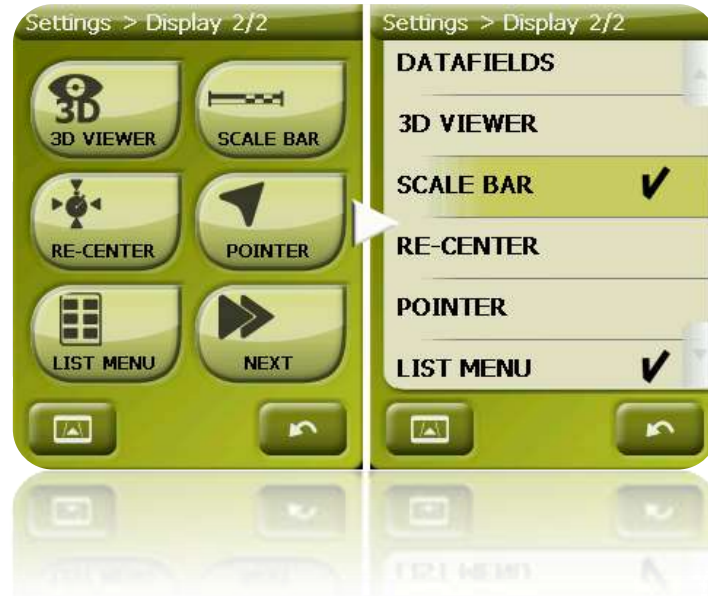 Settings > Display 2/2
3D
3D VIEWER
SCALE BAR
RE-CENTER
POINTER
LIST MENU
NEXT
Settings > Display 2/2
DATAFIELDS
3D VIEWER
SCALE BAR
RE-CENTER
POINTER
LIST MENU